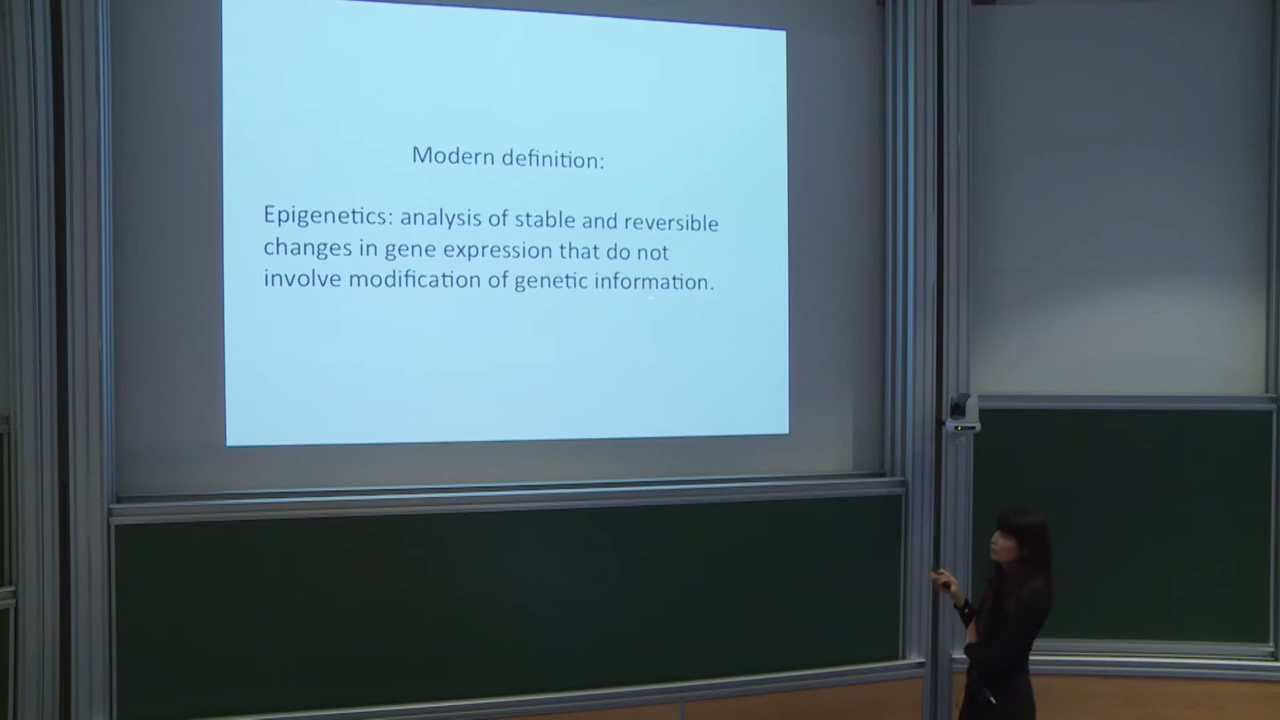 Modern definition:
Epigenetics: analysis of stable and reversible
changes in gene expression that do not
involve modification of genetic information.